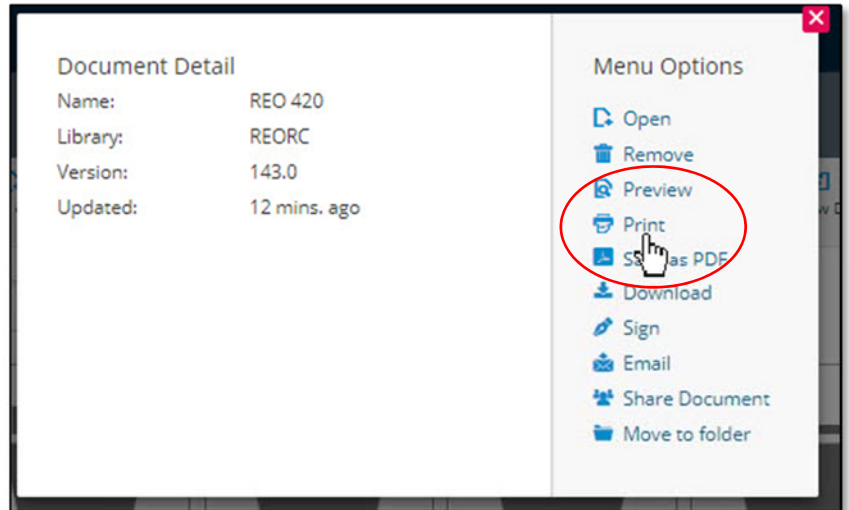 Document Detail
Name: REO 420
Library: REORC
Version: 143.0
Updated: 12 mins. ago
Menu Options
Open
Remove
Preview
Print
as PDF
Download
Sign
Email
Share Document
Move to folder